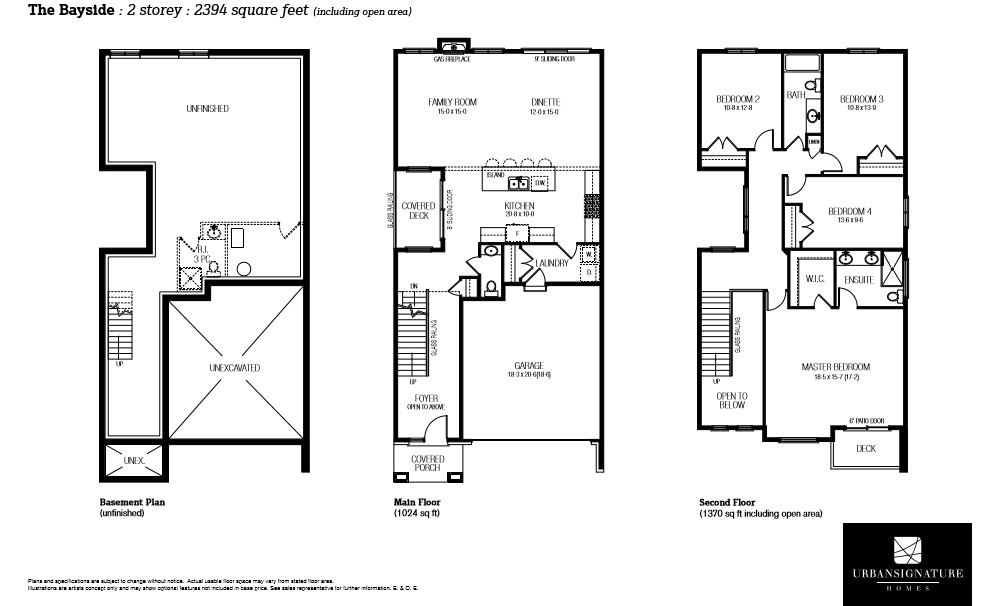 The Bayside : 2 storey : 2394 square feet (including open area)
UNFINISHED
R.I.
3 PC
UP
UNEXCAVATED
UNEX.
Basement Plan
(unfinished)
GAS FIREPLACE
9' SLIDING DOOR
FAMILY ROOM
15-0 x 15-0
DINETTE
12-0 x 15-0
ISLAND
D.W.
GLASS RAILING
COVERED
DECK
8' SLIDING DOOR
KITCHEN
20-8 x 10-0
F
W.
D.
LAUNDRY
DN
GLASS RAILING
UP
GARAGE
18-3 x 20-6(18-6)
FOYER
OPEN TO ABOVE
COVERED
PORCH
Main Floor
(1024 sq ft)
BEDROOM 2
10-8 x 12-8
BATH
LINEN
BEDROOM 3
10-8 x 13-9
BEDROOM 4
13-6 x 9-6
W.I.C.
ENSUITE
GLASS RAILING
UP
OPEN TO
BELOW
MASTER BEDROOM
18-5 x 15-7 (17-2)
6' PATIO DOOR
DECK
Second Floor
(1370 sq ft including open area)
URBANSIGNATURE
HOMES
Plans and specifications are subject to change without notice. Actual usable floor space may vary from stated floor area.
Illustrations are artists concept only and may show optional features not included in base price. See sales representative for further information. E. & O. E.